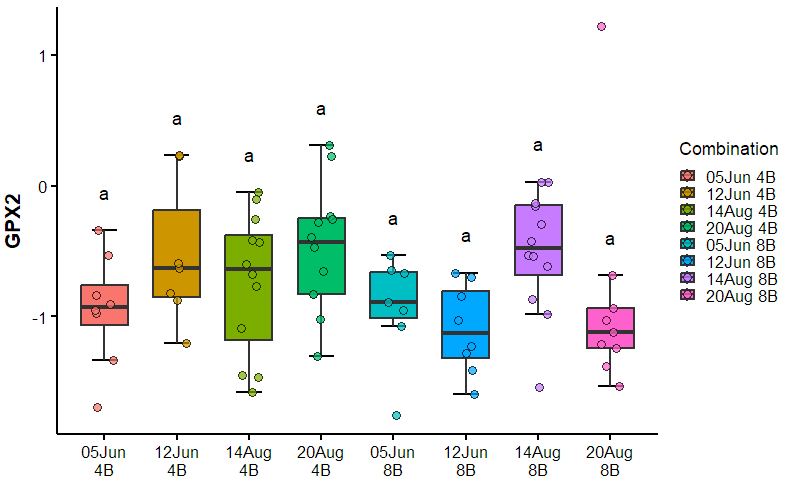 GPX2
1
0
-1
a
a
a
a
a
a
a
a
05Jun
4B
12Jun
4B
14Aug
4B
20Aug
4B
05Jun
8B
12Jun
8B
14Aug
8B
20Aug
8B
Combination
05Jun 4B
12Jun 4B
14Aug 4B
20Aug 4B
05Jun 8B
12Jun 8B
14Aug 8B
20Aug 8B